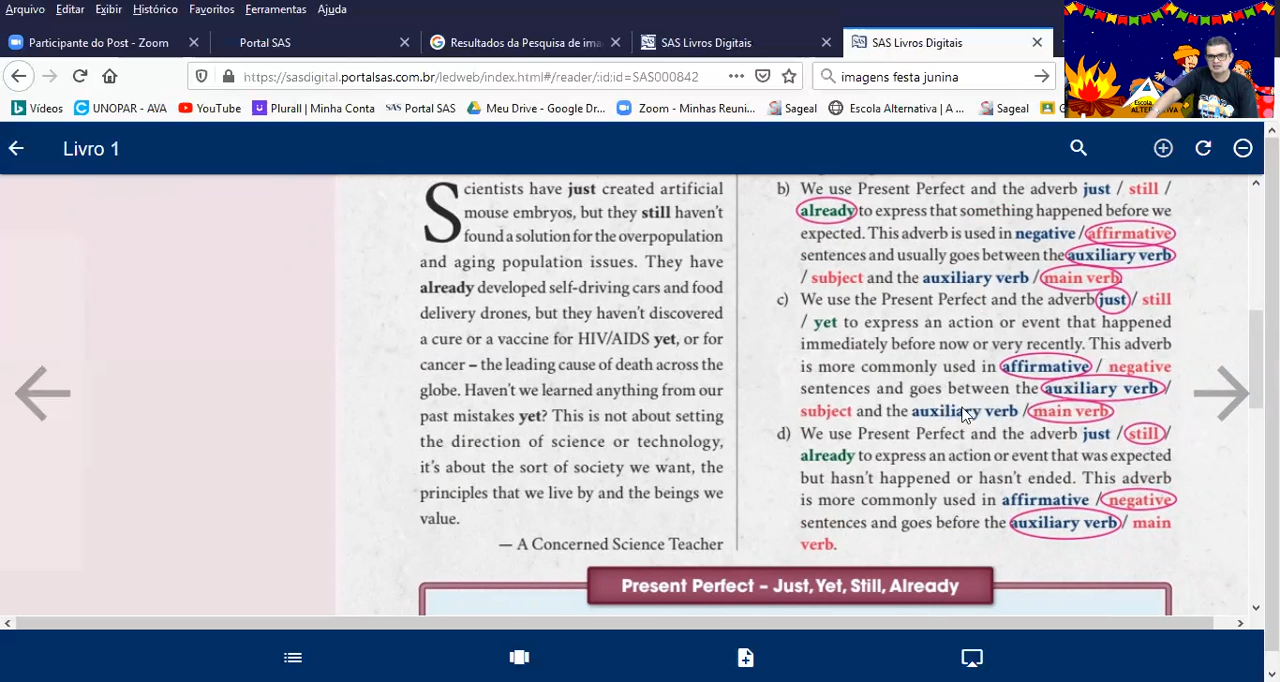 Arquivo Editar Exibir Histórico Favoritos Ferramentas Ajuda
Participante do Post - Zoom
Portal SAS
Resultados da Pesquisa de ima
SAS Livros Digitais
SAS Livros Digitais
https://sasdigital.portalsas.com.br/ledweb/index.html#/reader/:id:id=SAS000842
imagens festa junina
Vídeos
UNOPAR - AVA
YouTube
Plurall | Minha Conta
SAS Portal SAS
Meu Drive - Google Dr...
Zoom - Minhas Reuni...
Sageal
Escola Alternativa | A ...
Sageal
Escola
Livro 1
Scientists have just created artificial
mouse embryos, but they still haven't
found a solution for the overpopulation
and aging population issues. They have
already developed self-driving cars and food
delivery drones, but they haven't discovered
a cure or a vaccine for HIV/AIDS yet, or for
cancer – the leading cause of death across the
globe. Haven't we learned anything from our
past mistakes yet? This is not about setting
the direction of science or technology,
it's about the sort of society we want, the
principles that we live by and the beings we
value.
— A Concerned Science Teacher
b) We use Present Perfect and the adverb just / still /
already to express that something happened before we
expected. This adverb is used in negative / affirmative
sentences and usually goes between the auxiliary verb
/ subject and the auxiliary verb / main verb
c) We use the Present Perfect and the adverb just / still
/ yet to express an action or event that happened
immediately before now or very recently. This adverb
is more commonly used in affirmative / negative
sentences and goes between the auxiliary verb /
subject and the auxiliary verb / main verb
d) We use Present Perfect and the adverb just / still /
already to express an action or event that was expected
but hasn't happened or hasn't ended. This adverb
is more commonly used in affirmative / negative
sentences and goes before the auxiliary verb / main
verb.
Present Perfect – Just, Yet, Still, Already